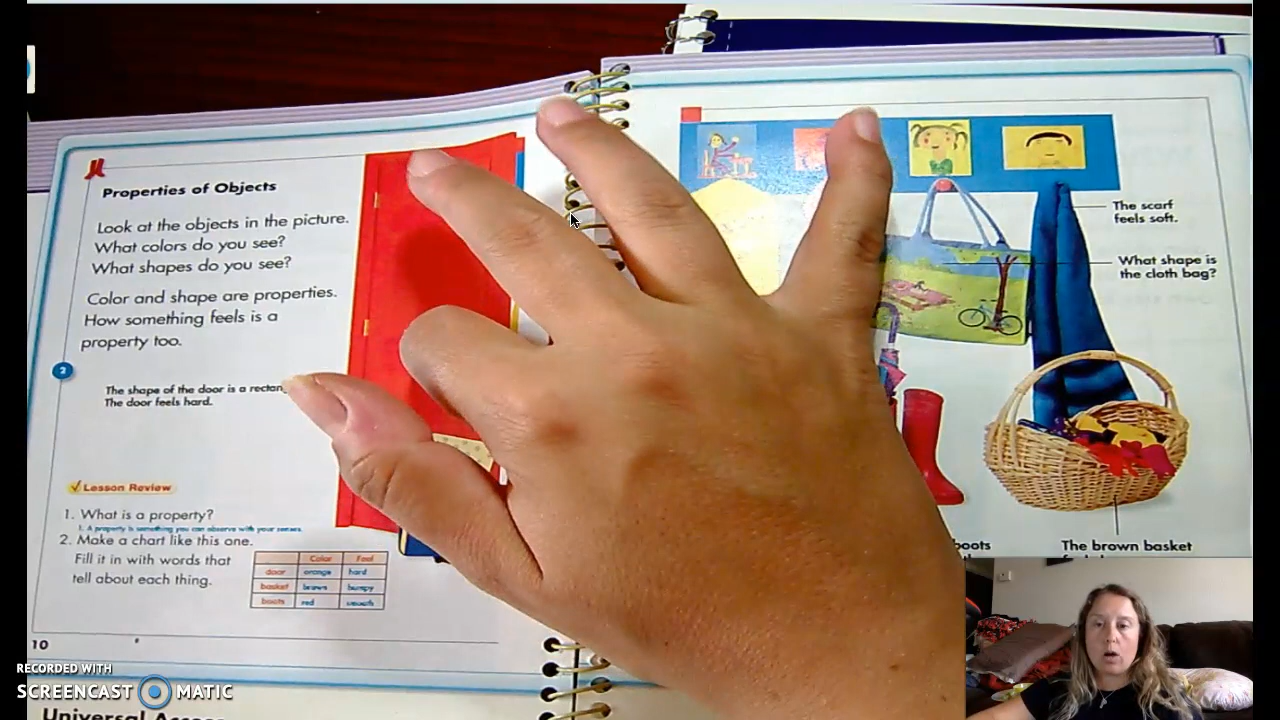 Properties of Objects
Look at the objects in the picture.
What colors do you see?
What shapes do you see?
Color and shape are properties.
How something feels is a
property too.
2
The shape of the door is a
The door feels hard.
Lesson Review
1. What is a property?
1. A property is something you can observe with your senses.
2. Make a chart like this one.
Fill it in with words that
tell about each thing.
Color Feel
door orange hard
basket brown bumpy
boots red smooth
10
The scarf
feels soft.
What shape is
the cloth bag?
boots
The brown basket
RECORDED WITH
SCREENCAST MATIC
Universal Access